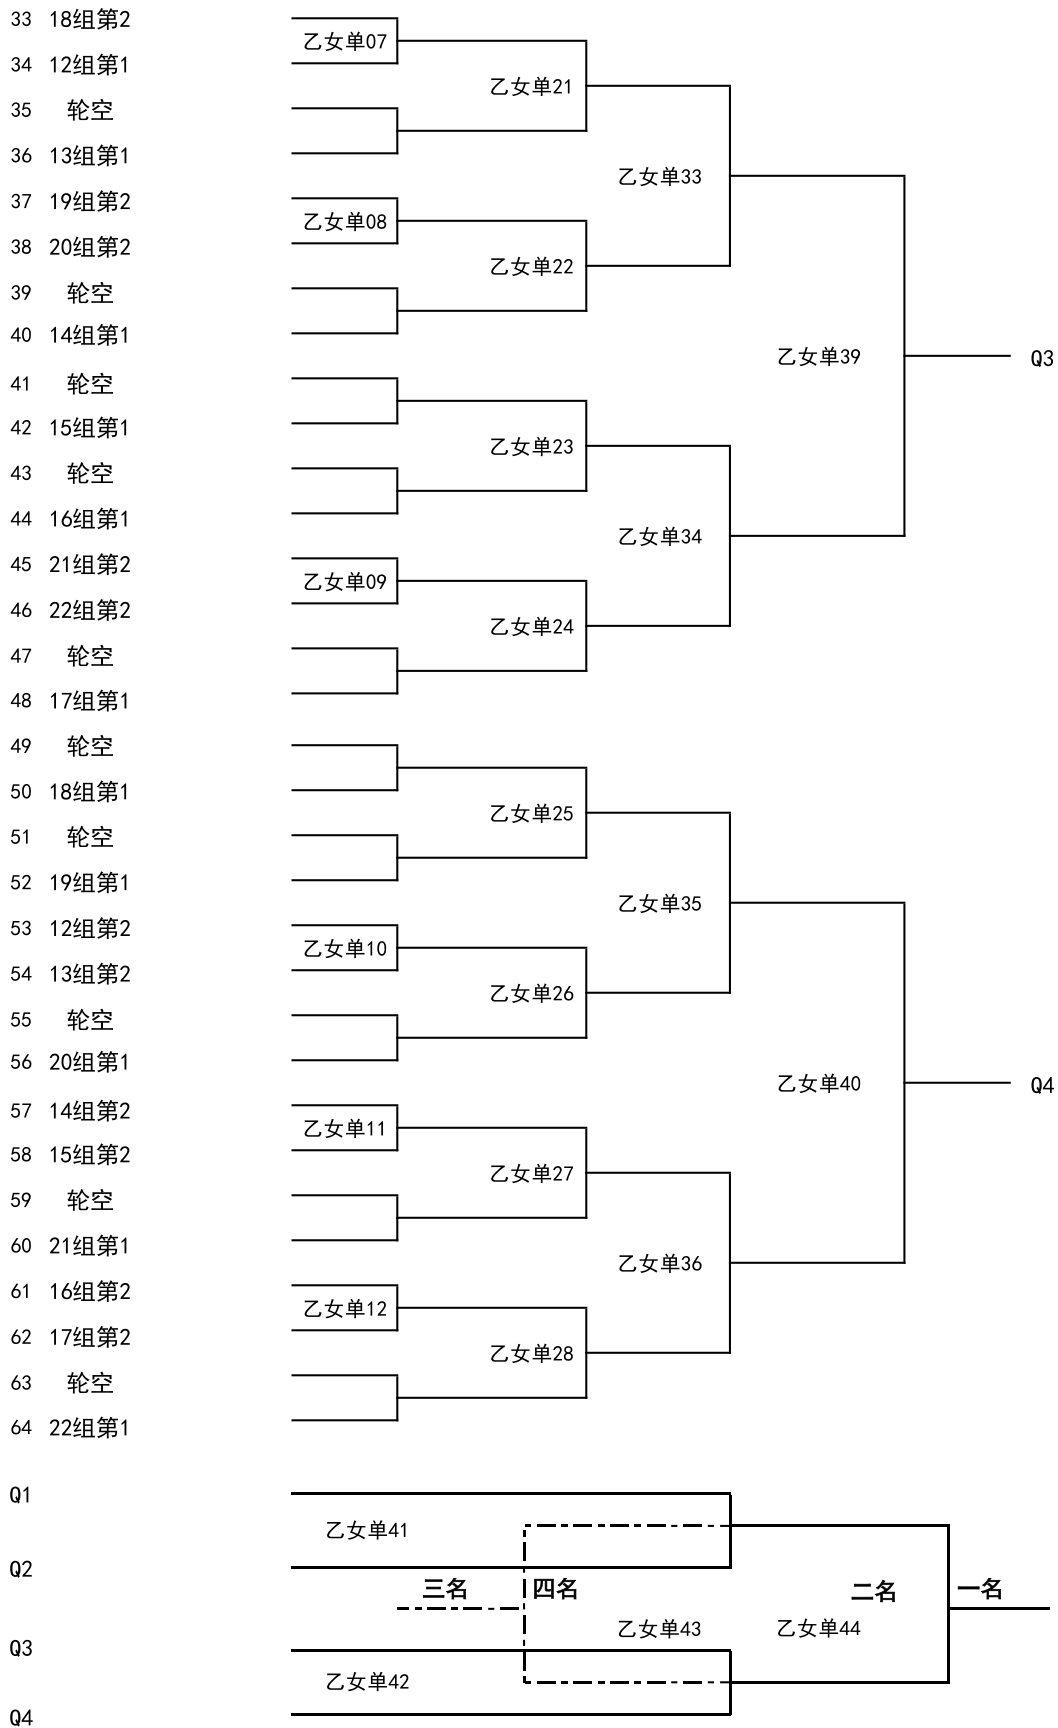 33 18组第2
乙女单07
34 12组第1
乙女单21
35 轮空
36 13组第1
乙女单33
37 19组第2
乙女单08
38 20组第2
乙女单22
39 轮空
40 14组第1
乙女单39
Q3
41 轮空
42 15组第1
乙女单23
43 轮空
44 16组第1
乙女单34
45 21组第2
乙女单09
46 22组第2
乙女单24
47 轮空
48 17组第1
49 轮空
50 18组第1
乙女单25
51 轮空
52 19组第1
乙女单35
53 12组第2
乙女单10
54 13组第2
乙女单26
55 轮空
56 20组第1
乙女单40
Q4
57 14组第2
乙女单11
58 15组第2
乙女单27
59 轮空
60 21组第1
乙女单36
61 16组第2
乙女单12
62 17组第2
乙女单28
63 轮空
64 22组第1
Q1
乙女单41
Q2
三名 四名 二名 一名
乙女单43 乙女单44
Q3
乙女单42
Q4